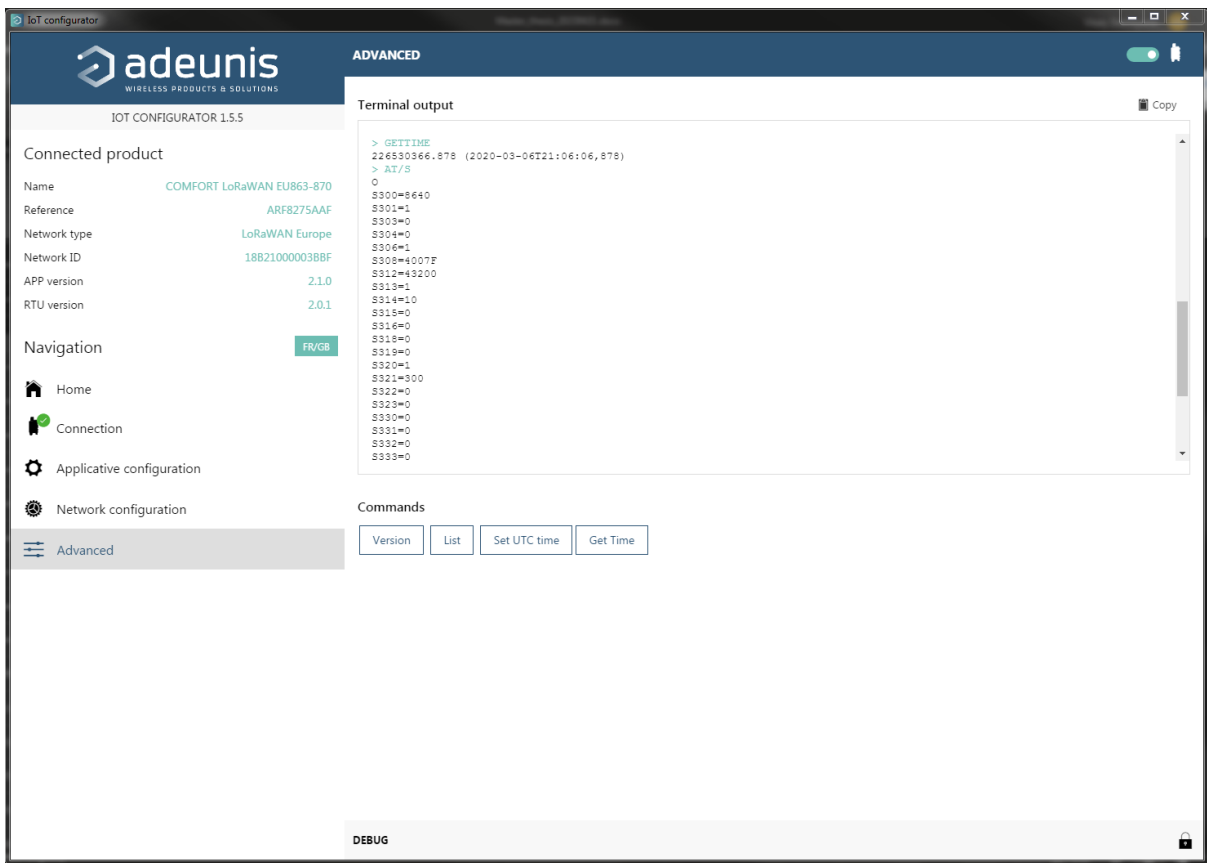 IoT configurator
adeunis
WIRELESS PRODUCTS & SOLUTIONS
IOT CONFIGURATOR 1.5.5
Connected product
Name COMFORT LoRaWAN EU863-870
Reference ARF8275AAF
Network type LoRaWAN Europe
Network ID 18B21000003BBF
APP version 2.1.0
RTU version 2.0.1
Navigation FR/GB
Home
Connection
Applicative configuration
Network configuration
Advanced
ADVANCED
Terminal output Copy
> GETTIME
226530366.878 (2020-03-06T21:06:06,878)
> AT/S
O
S300=8640
S301=1
S303=0
S304=0
S306=1
S308=4007F
S312=43200
S313=1
S314=10
S315=0
S316=0
S318=0
S319=0
S320=1
S321=300
S322=0
S323=0
S330=0
S331=0
S332=0
S333=0
Commands
Version List Set UTC time Get Time
DEBUG